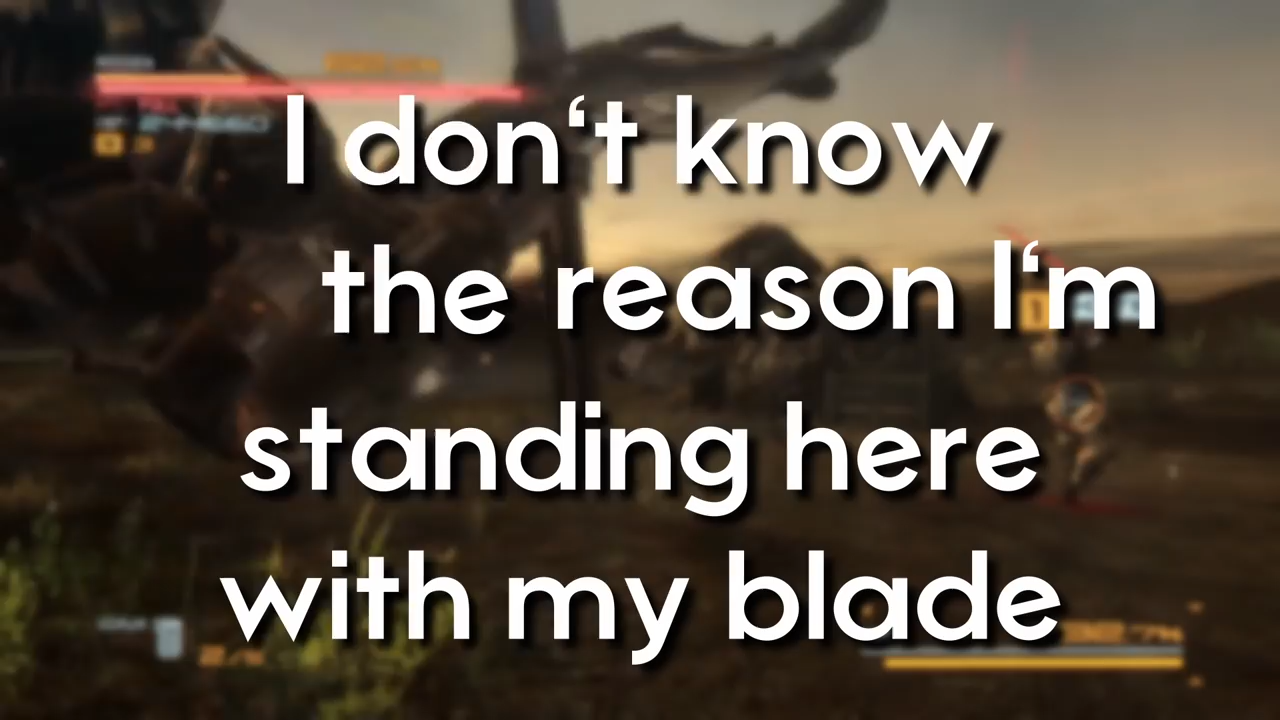 I don‘t know
the reason I‘m
standing here
with my blade